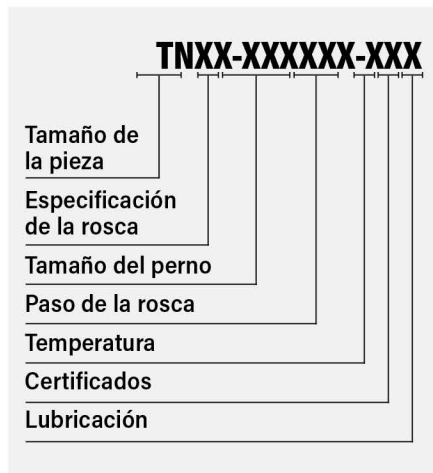 TNXX-XXXXXX-XXX
Tamaño de
la pieza
Especificación
de la rosca
Tamaño del perno
Paso de la rosca
Temperatura
Certificados
Lubricación